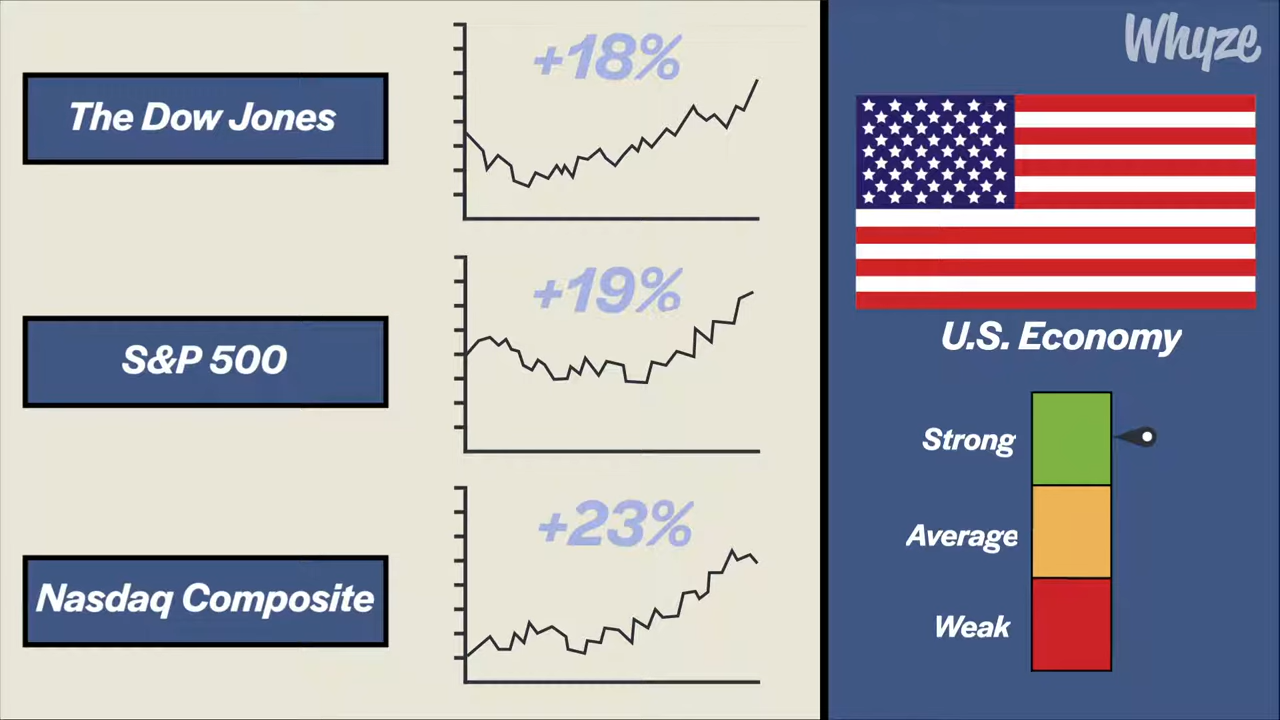 Whyze
The Dow Jones
+18%
S&P 500
+19%
Nasdaq Composite
+23%
U.S. Economy
Strong
Average
Weak